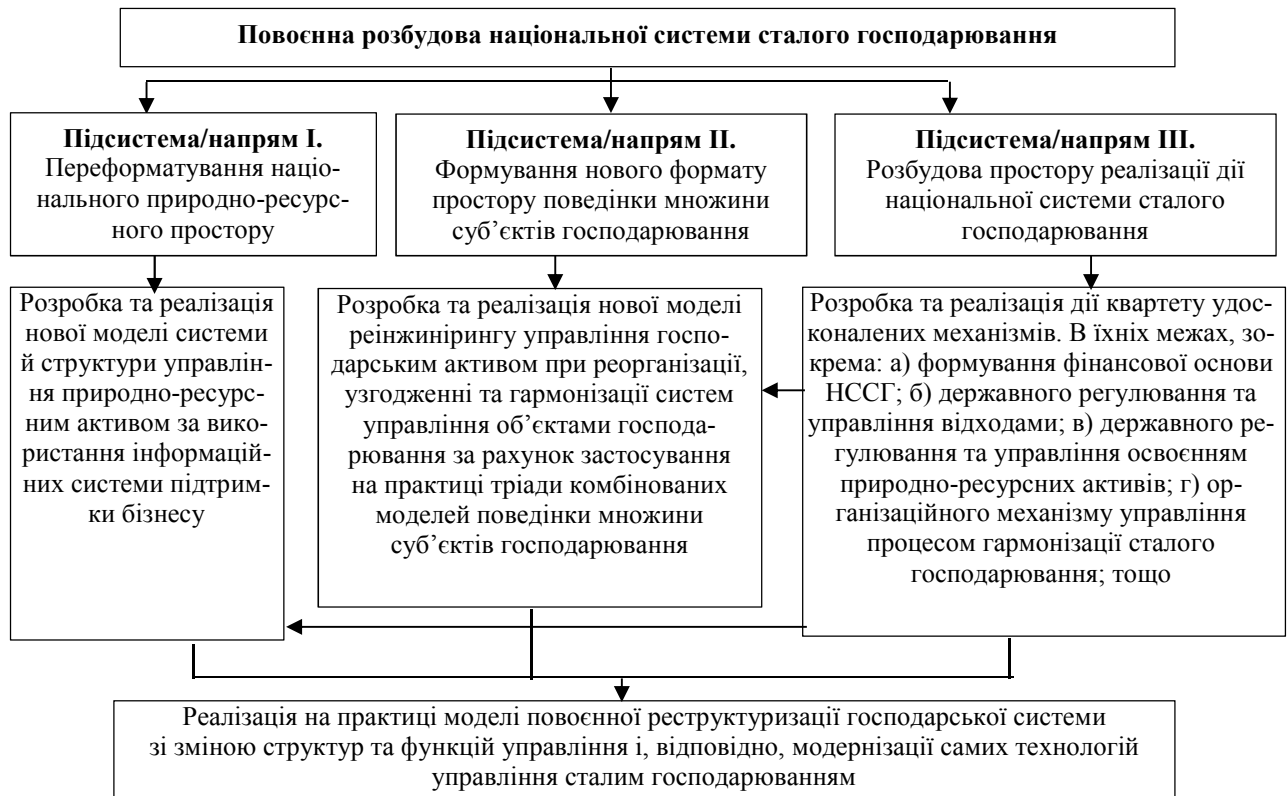 Повоєнна розбудова національної системи сталого господарювання
Підсистема/напрям І.
Переформатування націо-
нального природно-ресурс-
ного простору
Підсистема/напрям ІІ.
Формування нового формату
простору поведінки множини
суб’єктів господарювання
Підсистема/напрям ІІІ.
Розбудова простору реалізації дії
національної системи сталого
господарювання
Розробка та реалізація
нової моделі системи
й структури управлін-
ня природно-ресурс-
ним активом за вико-
ристання інформацій-
них системи підтрим-
ки бізнесу
Розробка та реалізація нової моделі
реінжинірингу управління госпо-
дарським активом при реорганізації,
узгодженні та гармонізації систем
управління об’єктами господа-
рювання за рахунок застосування
на практиці тріади комбінованих
моделей поведінки множини
суб’єктів господарювання
Розробка та реалізація дії квартету удос-
коналених механізмів. В їхніх межах, зо-
крема: а) формування фінансової основи
НССГ; б) державного регулювання та
управління відходами; в) державного ре-
гулювання та управління освоєнням
природно-ресурсних активів; г) ор-
ганізаційного механізму управління
процесом гармонізації сталого
господарювання; тощо
Реалізація на практиці моделі повоєнної реструктуризації господарської системи
зі зміною структур та функцій управління і, відповідно, модернізації самих технологій
управління сталим господарюванням